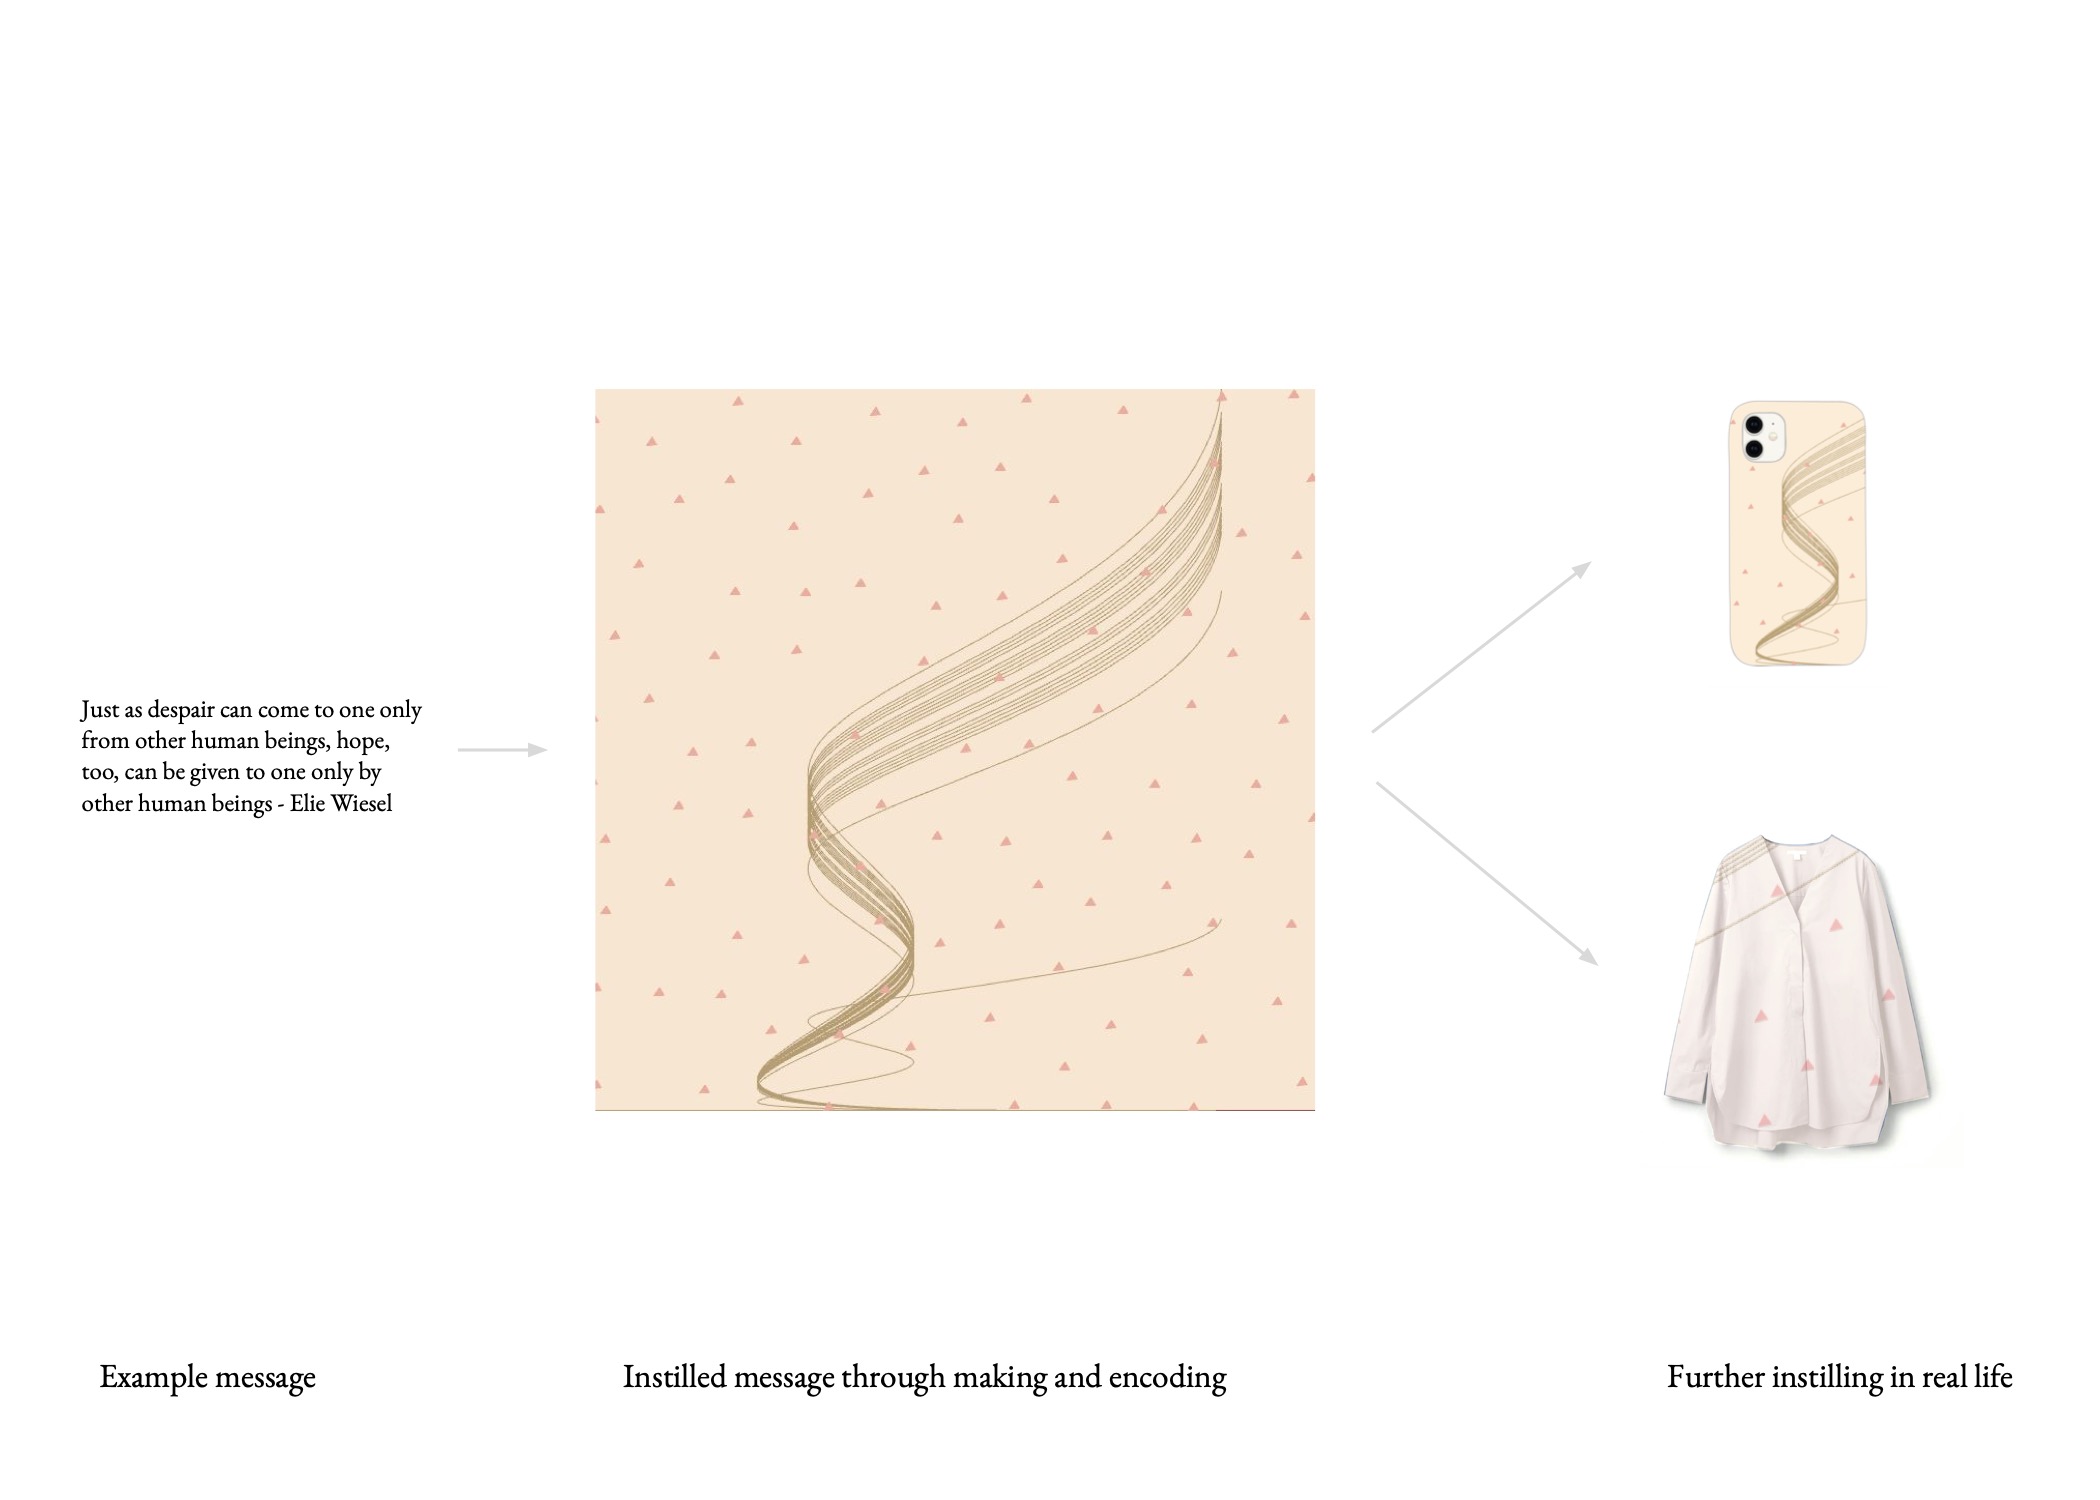 Just as despair can come to one only
from other human beings, hope,
too, can be given to one only by
other human beings - Elie Wiesel
Example message
Instilled message through making and encoding
Further instilling in real life